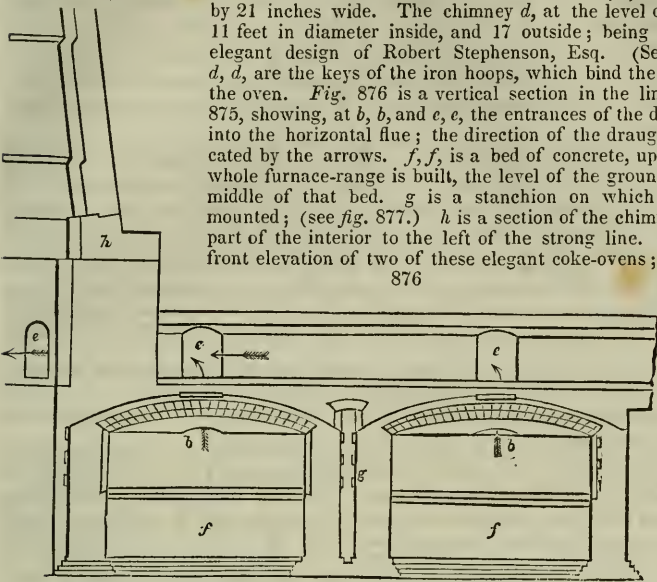 by 21 inches wide. The chimney d, at the level o
11 feet in diameter inside, and 17 outside; being
elegant design of Robert Stephenson, Esq. (Se
d, d, are the keys of the iron hoops, which bind the
the oven. Fig. 876 is a vertical section in the lin
875, showing, at b, b, and e, e, the entrances of the d
into the horizontal flue; the direction of the draug
cated by the arrows. f, f, is a bed of concrete, up
whole furnace-range is built, the level of the groun
middle of that bed. g is a stanchion on which
mounted; (see fig. 877.) h is a section of the chim
part of the interior to the left of the strong line.
front elevation of two of these elegant coke-ovens;
876
h
e
c
c
b
b
g
f
f